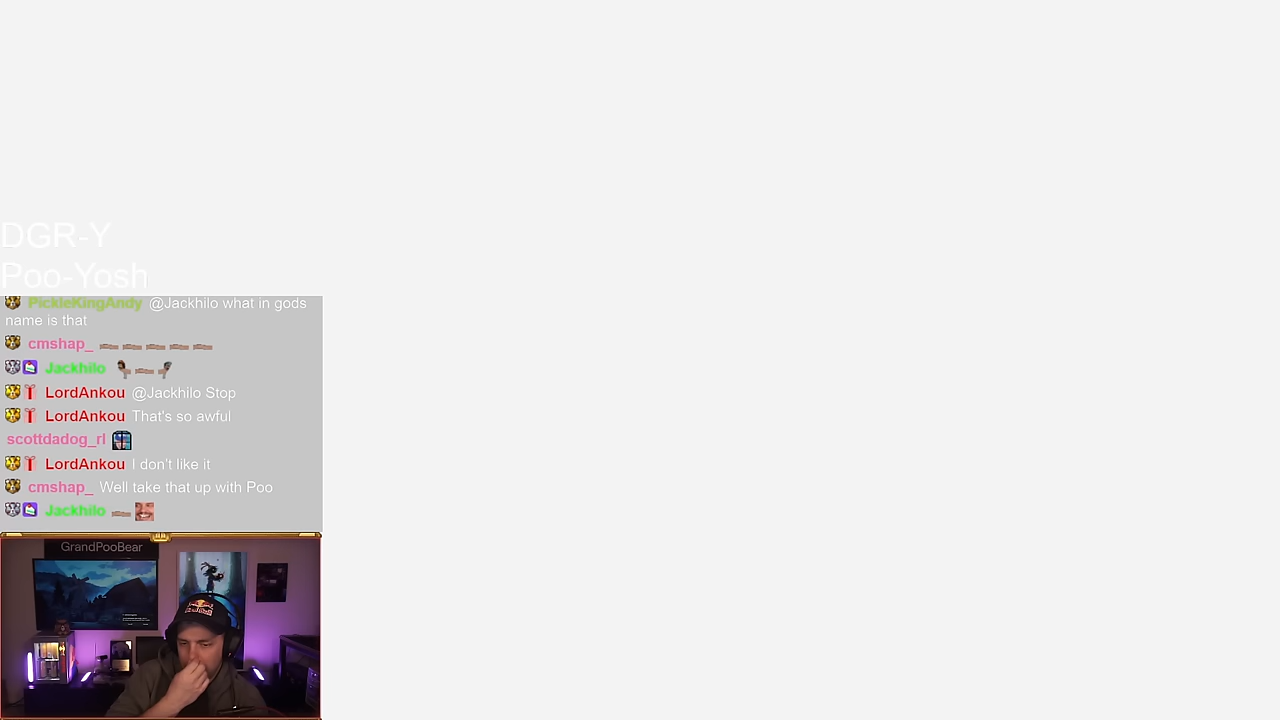 DGR-Y
Poo-Yosh
PickleKingAndy @Jackhilo what in gods
name is that
cmshap_
Jackhilo
LordAnkou @Jackhilo Stop
LordAnkou That's so awful
scottdadog_rl
LordAnkou I don't like it
cmshap_ Well take that up with Poo
Jackhilo
GrandPooBear